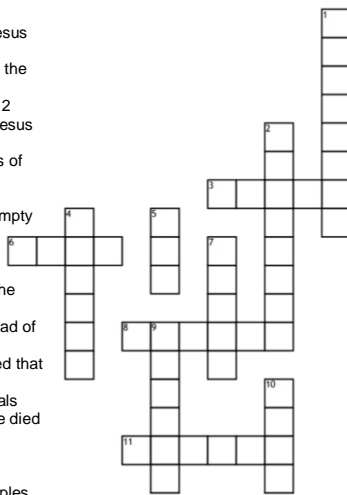 esus
the
2
esus
s of
mpty
he
ad of
ed that
als
e died
ples
1
2
3
4
5
6
7
8
9
10
11